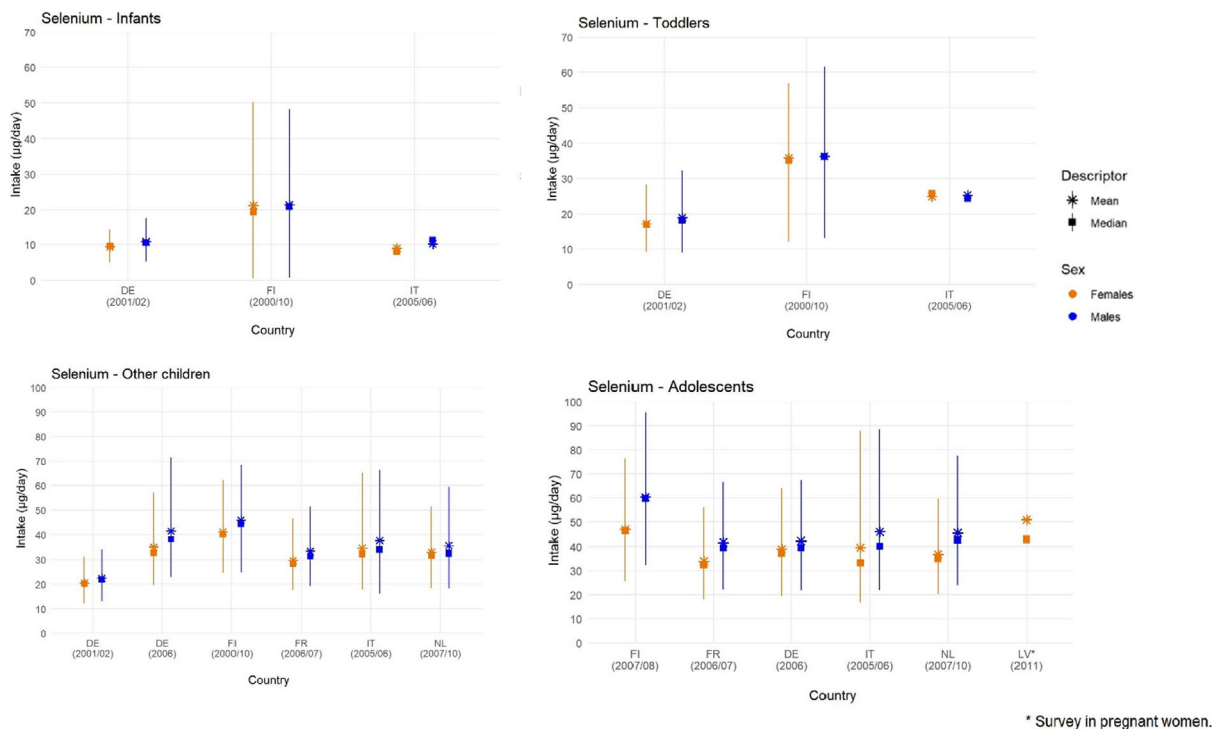 Selenium - Infants
70
60
50
40
30
20
10
0
Intake (µg/day)
DE
(2001/02)
FI
(2000/10)
IT
(2005/06)
Country
Selenium - Toddlers
70
60
50
40
30
20
10
0
Intake (µg/day)
DE
(2001/02)
FI
(2000/10)
IT
(2005/06)
Country
Descriptor
Mean
Median
Sex
Females
Males
Selenium - Other children
100
90
80
70
60
50
40
30
20
10
0
Intake (µg/day)
DE
(2001/02)
DE
(2006)
FI
(2000/10)
FR
(2006/07)
IT
(2005/06)
NL
(2007/10)
Country
Selenium - Adolescents
100
90
80
70
60
50
40
30
20
10
0
Intake (µg/day)
FI
(2007/08)
FR
(2006/07)
DE
(2006)
IT
(2005/06)
NL
(2007/10)
LV*
(2011)
Country
* Survey in pregnant women.